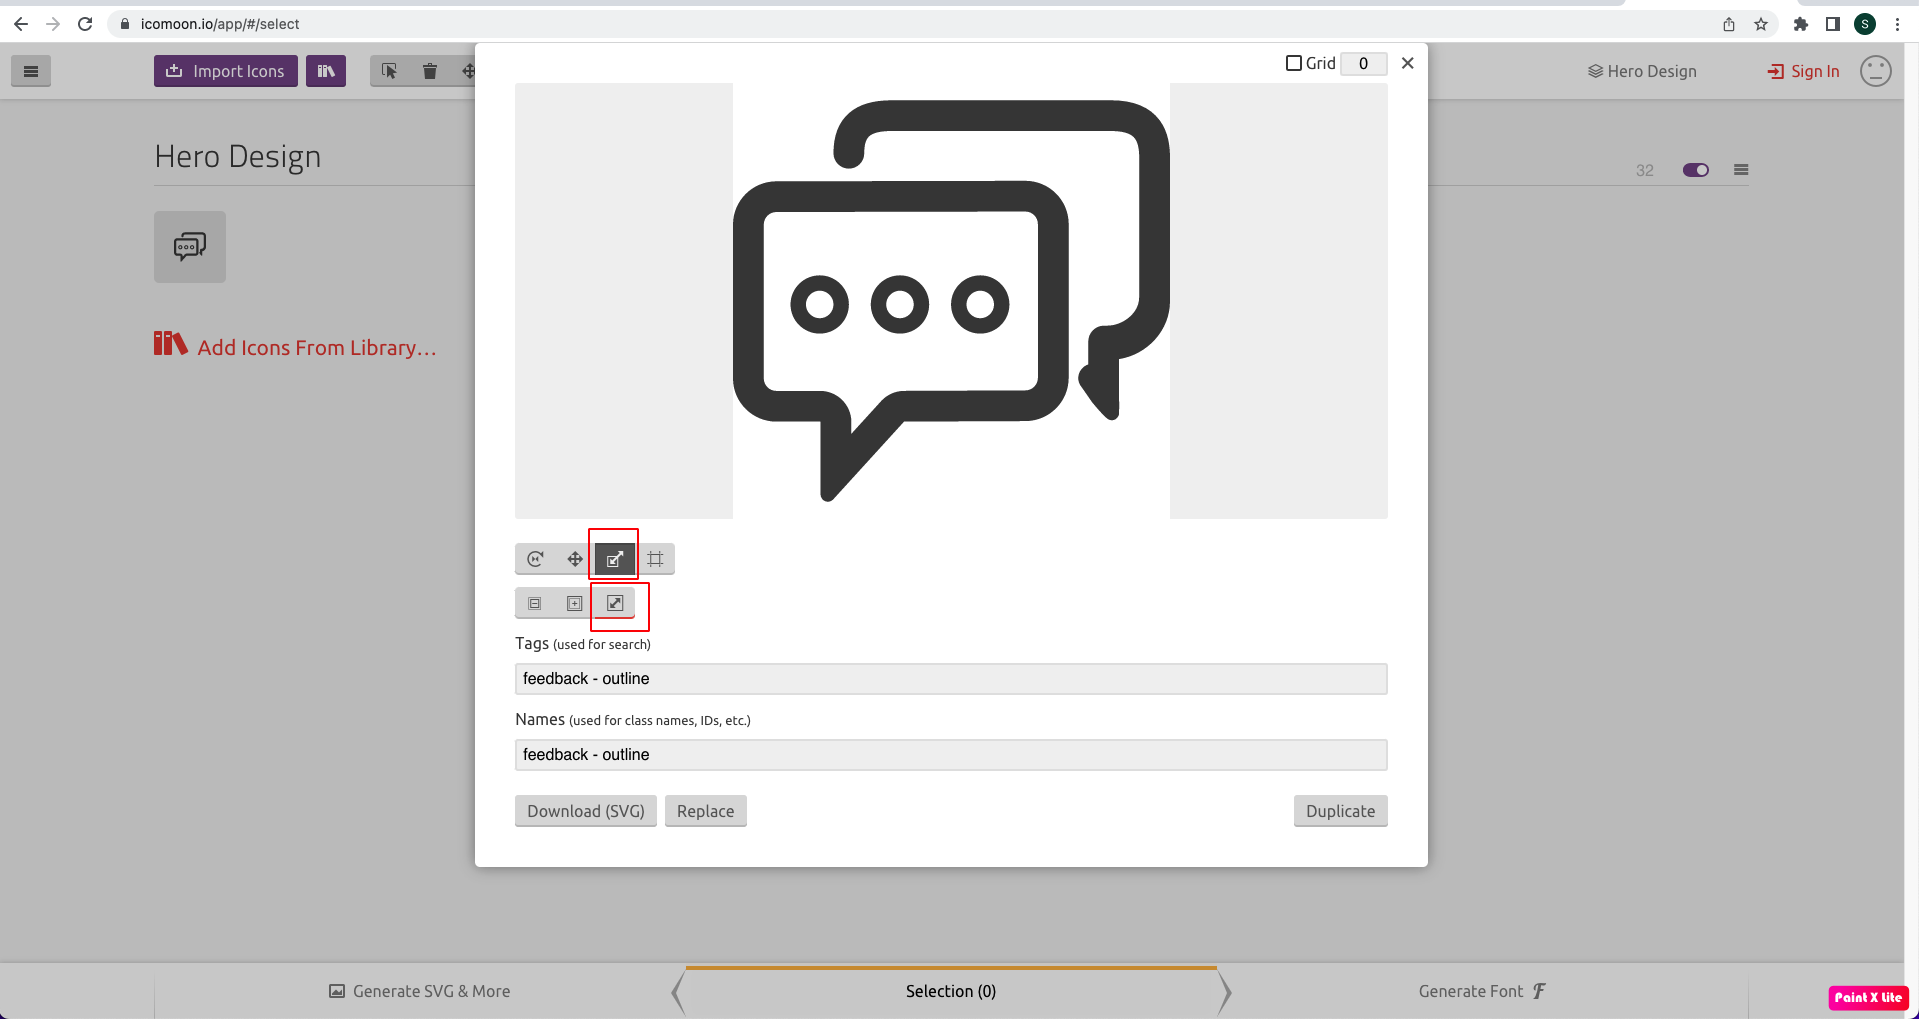 icomoon.io/app/#/select
Import Icons
Grid 0
Hero Design
Sign In
S
Hero Design
32
Add Icons From Library...
Tags (used for search)
feedback - outline
Names (used for class names, IDs, etc.)
feedback - outline
Download (SVG)
Replace
Duplicate
Generate SVG & More
Selection (0)
Generate Font
Paint X Lite